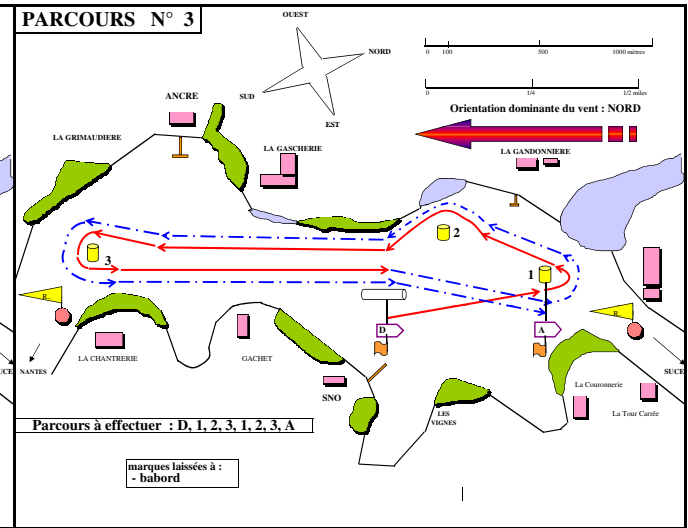 PARCOURS N° 3
OUEST
NORD
SUD
EST
0 100 500 1000 mètres
0 1/4 1/2 miles
Orientation dominante du vent : NORD
ANCRE
LA GRIMAUDIERE
LA GASCHERIE
LA GANDONNIERE
2
3
1
R
R
D
A
SUCE
NANTES
LA CHANTRERIE
GACHET
SNO
LES
VIGNES
La Couronnerie
La Tour Carrée
SUCE
Parcours à effectuer : D, 1, 2, 3, 1, 2, 3, A
marques laissées à :
- babord